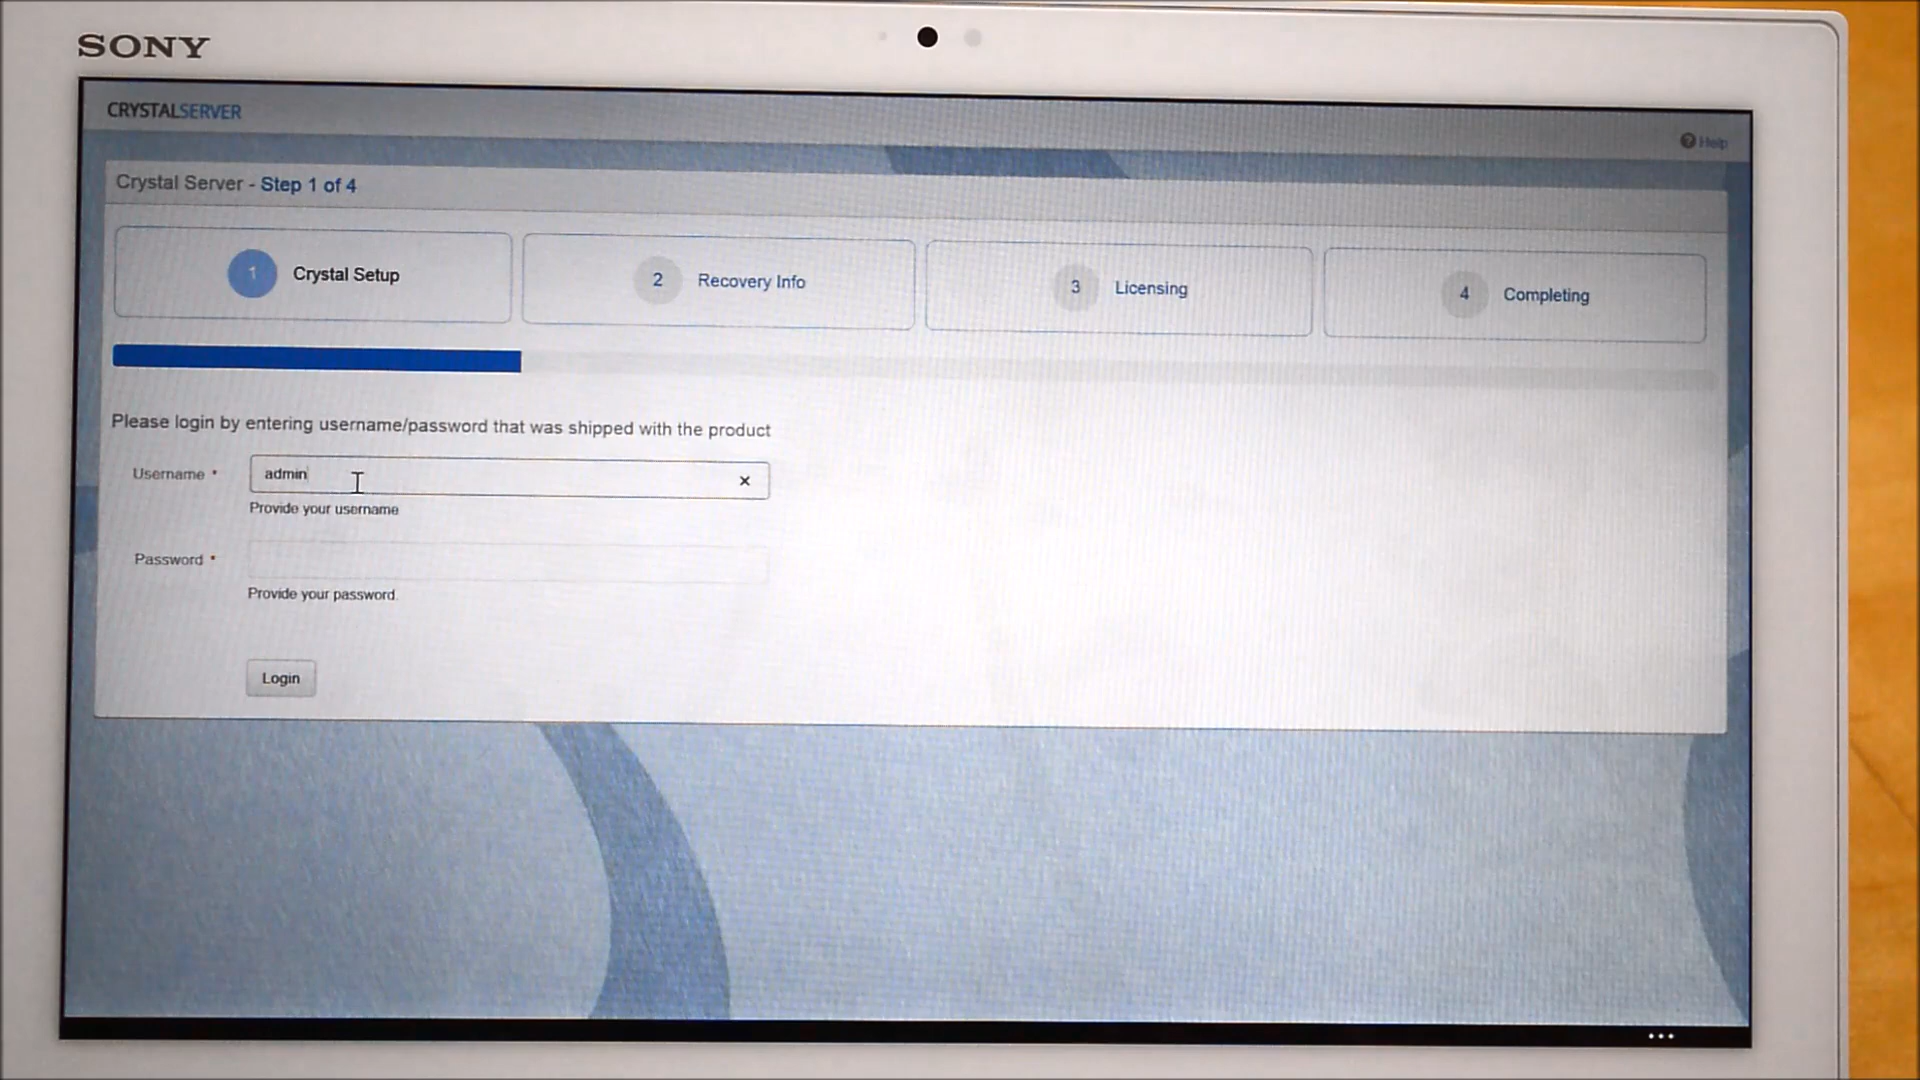 SONY
CRYSTALSERVER
Help
Crystal Server - Step 1 of 4
1 Crystal Setup
2 Recovery Info
3 Licensing
4 Completing
Please login by entering username/password that was shipped with the product
Username *
admin
×
Provide your username
Password *
Provide your password.
Login